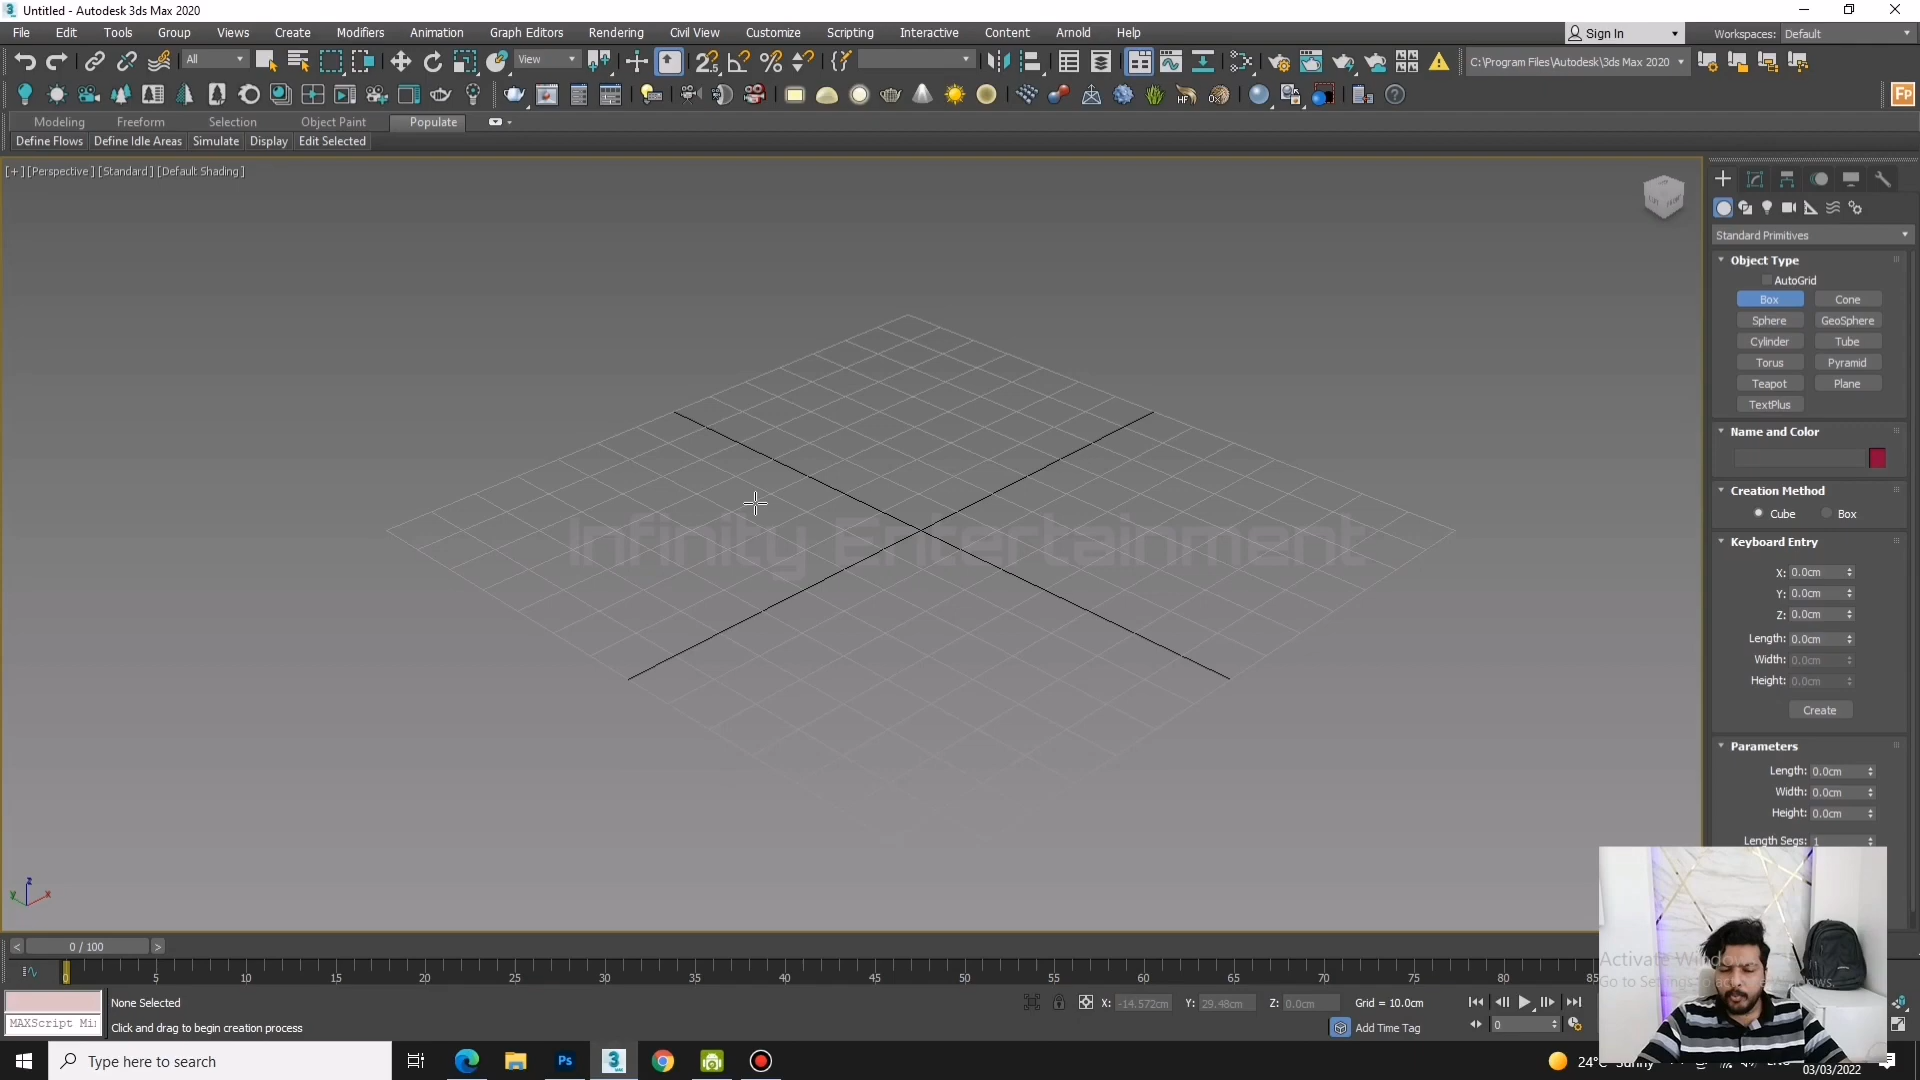 Untitled - Autodesk 3ds Max 2020
File Edit Tools Group Views Create Modifiers Animation Graph Editors Rendering Civil View Customize Scripting Interactive Content Arnold Help
Sign In Workspaces: Default
All View C:\Program Files\Autodesk\3ds Max 2020
Modeling Freeform Selection Object Paint Populate
Define Flows Define Idle Areas Simulate Display Edit Selected
[+] [Perspective] [Standard] [Default Shading]
Standard Primitives
Object Type
AutoGrid
Box Cone
Sphere GeoSphere
Cylinder Tube
Torus Pyramid
Teapot Plane
TextPlus
Name and Color
Creation Method
Cube Box
Keyboard Entry
X: 0.0cm
Y: 0.0cm
Z: 0.0cm
Length: 0.0cm
Width: 0.0cm
Height: 0.0cm
Create
Parameters
Length: 0.0cm
Width: 0.0cm
Height: 0.0cm
Length Segs: 1
Infinity Entertainment
z
y x
< 0 / 100 >
0 5 10 15 20 25 30 35 40 45 50 55 60 65 70 75 80
Activate Windows
Go to Settings to activate Windows.
None Selected
X: -14.572cm Y: 29.48cm Z: 0.0cm Grid = 10.0cm
MAXScript Mi
Click and drag to begin creation process
Add Time Tag 0
Type here to search
24° Sunny
03/03/2022